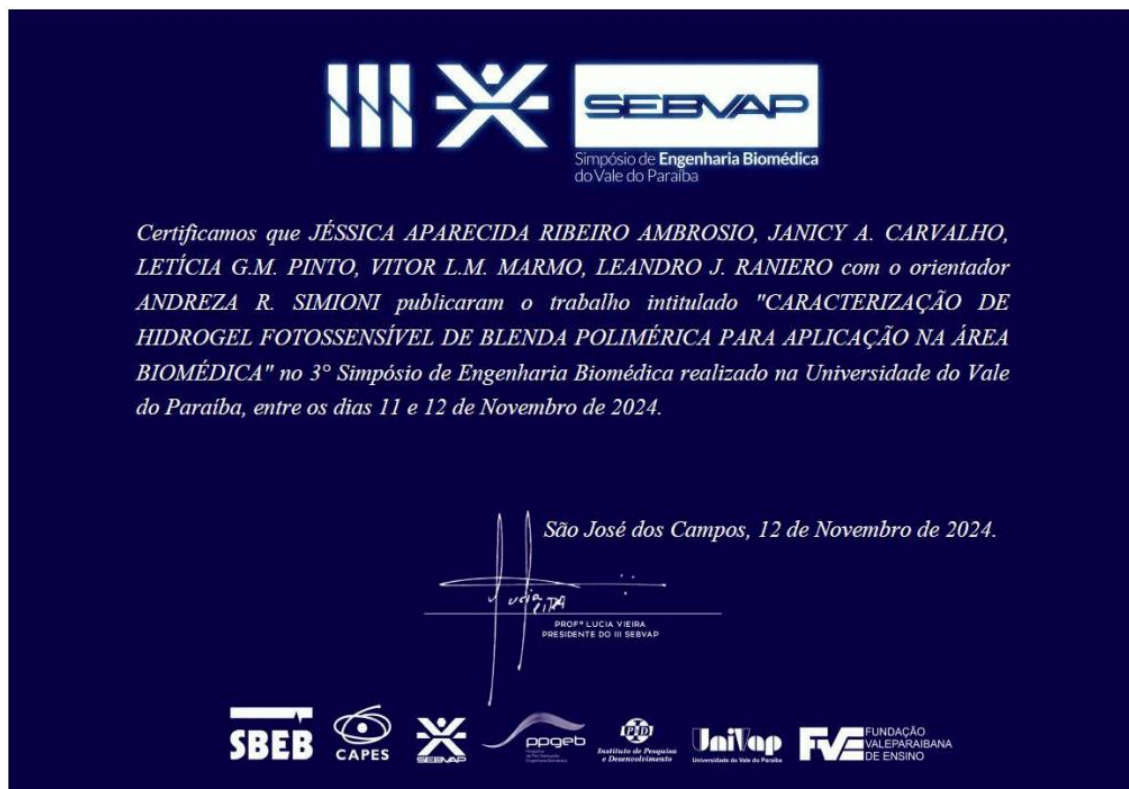 III SEBVAP
Simpósio de Engenharia Biomédica
do Vale do Paraíba
Certificamos que JÉSSICA APARECIDA RIBEIRO AMBROSIO, JANICY A. CARVALHO,
LETÍCIA G.M. PINTO, VITOR L.M. MARMO, LEANDRO J. RANIERO com o orientador
ANDREZA R. SIMIONI publicaram o trabalho intitulado "CARACTERIZAÇÃO DE
HIDROGEL FOTOSSENSÍVEL DE BLENDA POLIMÉRICA PARA APLICAÇÃO NA ÁREA
BIOMÉDICA" no 3° Simpósio de Engenharia Biomédica realizado na Universidade do Vale
do Paraíba, entre os dias 11 e 12 de Novembro de 2024.
São José dos Campos, 12 de Novembro de 2024.
Lucia
PROFª LUCIA VIEIRA
PRESIDENTE DO III SEBVAP
SBEB
CAPES
SEBVAP
ppgeb
IP&D
Instituto de Pesquisa
e Desenvolvimento
UniVap
Universidade do Vale do Paraíba
FVE
FUNDAÇÃO
VALEPARAIBANA
DE ENSINO